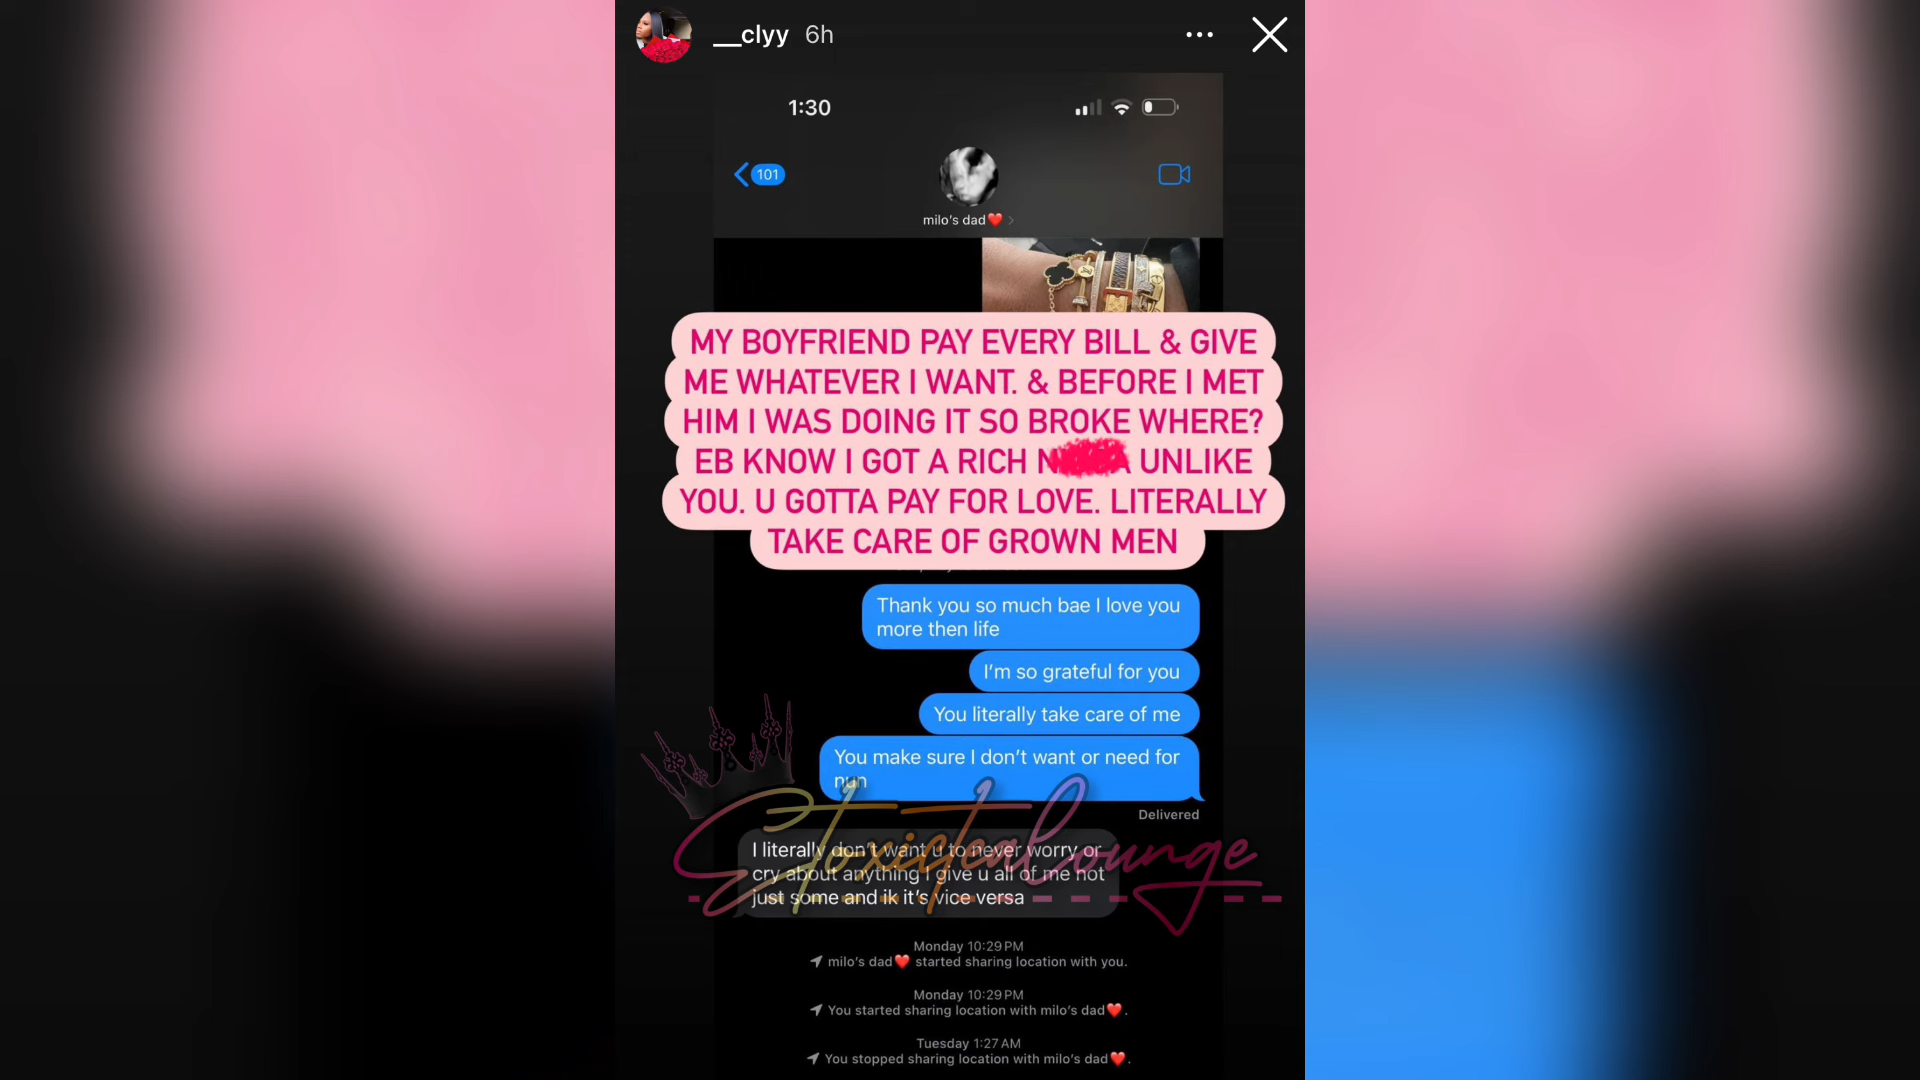 __clyy 6h
1:30
101
milo's dad❤️
MY BOYFRIEND PAY EVERY BILL & GIVE
ME WHATEVER I WANT. & BEFORE I MET
HIM I WAS DOING IT SO BROKE WHERE?
EB KNOW I GOT A RICH UNLIKE
YOU. U GOTTA PAY FOR LOVE. LITERALLY
TAKE CARE OF GROWN MEN
Thank you so much bae I love you
more then life
I'm so grateful for you
You literally take care of me
You make sure I don't want or need for
nun
Delivered
EtoxicTeaLounge
I literally don't want u to never worry or
cry about anything I give u all of me not
just some and ik it's vice versa
Monday 10:29 PM
milo's dad❤️ started sharing location with you.
Monday 10:29 PM
You started sharing location with milo's dad❤️.
Tuesday 1:27 AM
You stopped sharing location with milo's dad❤️.